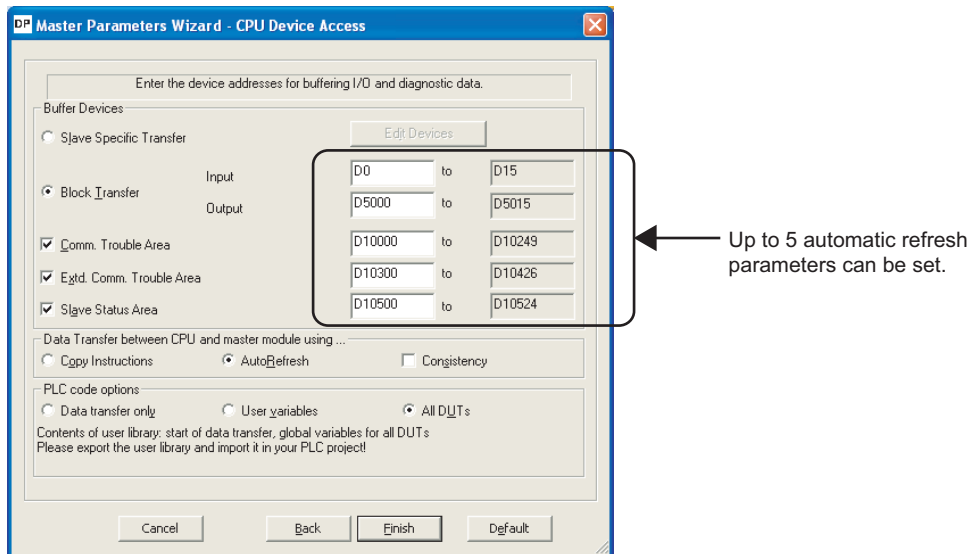 DP Master Parameters Wizard - CPU Device Access
Enter the device addresses for buffering I/O and diagnostic data.
Buffer Devices
Slave Specific Transfer Edit Devices
Block Transfer
Input D0 to D15
Output D5000 to D5015
Comm. Trouble Area D10000 to D10249
Extd. Comm. Trouble Area D10300 to D10426
Slave Status Area D10500 to D10524
Up to 5 automatic refresh
parameters can be set.
Data Transfer between CPU and master module using ...
Copy Instructions AutoRefresh Consistency
PLC code options
Data transfer only User variables All DUTs
Contents of user library: start of data transfer, global variables for all DUTs
Please export the user library and import it in your PLC project!
Cancel Back Finish Default